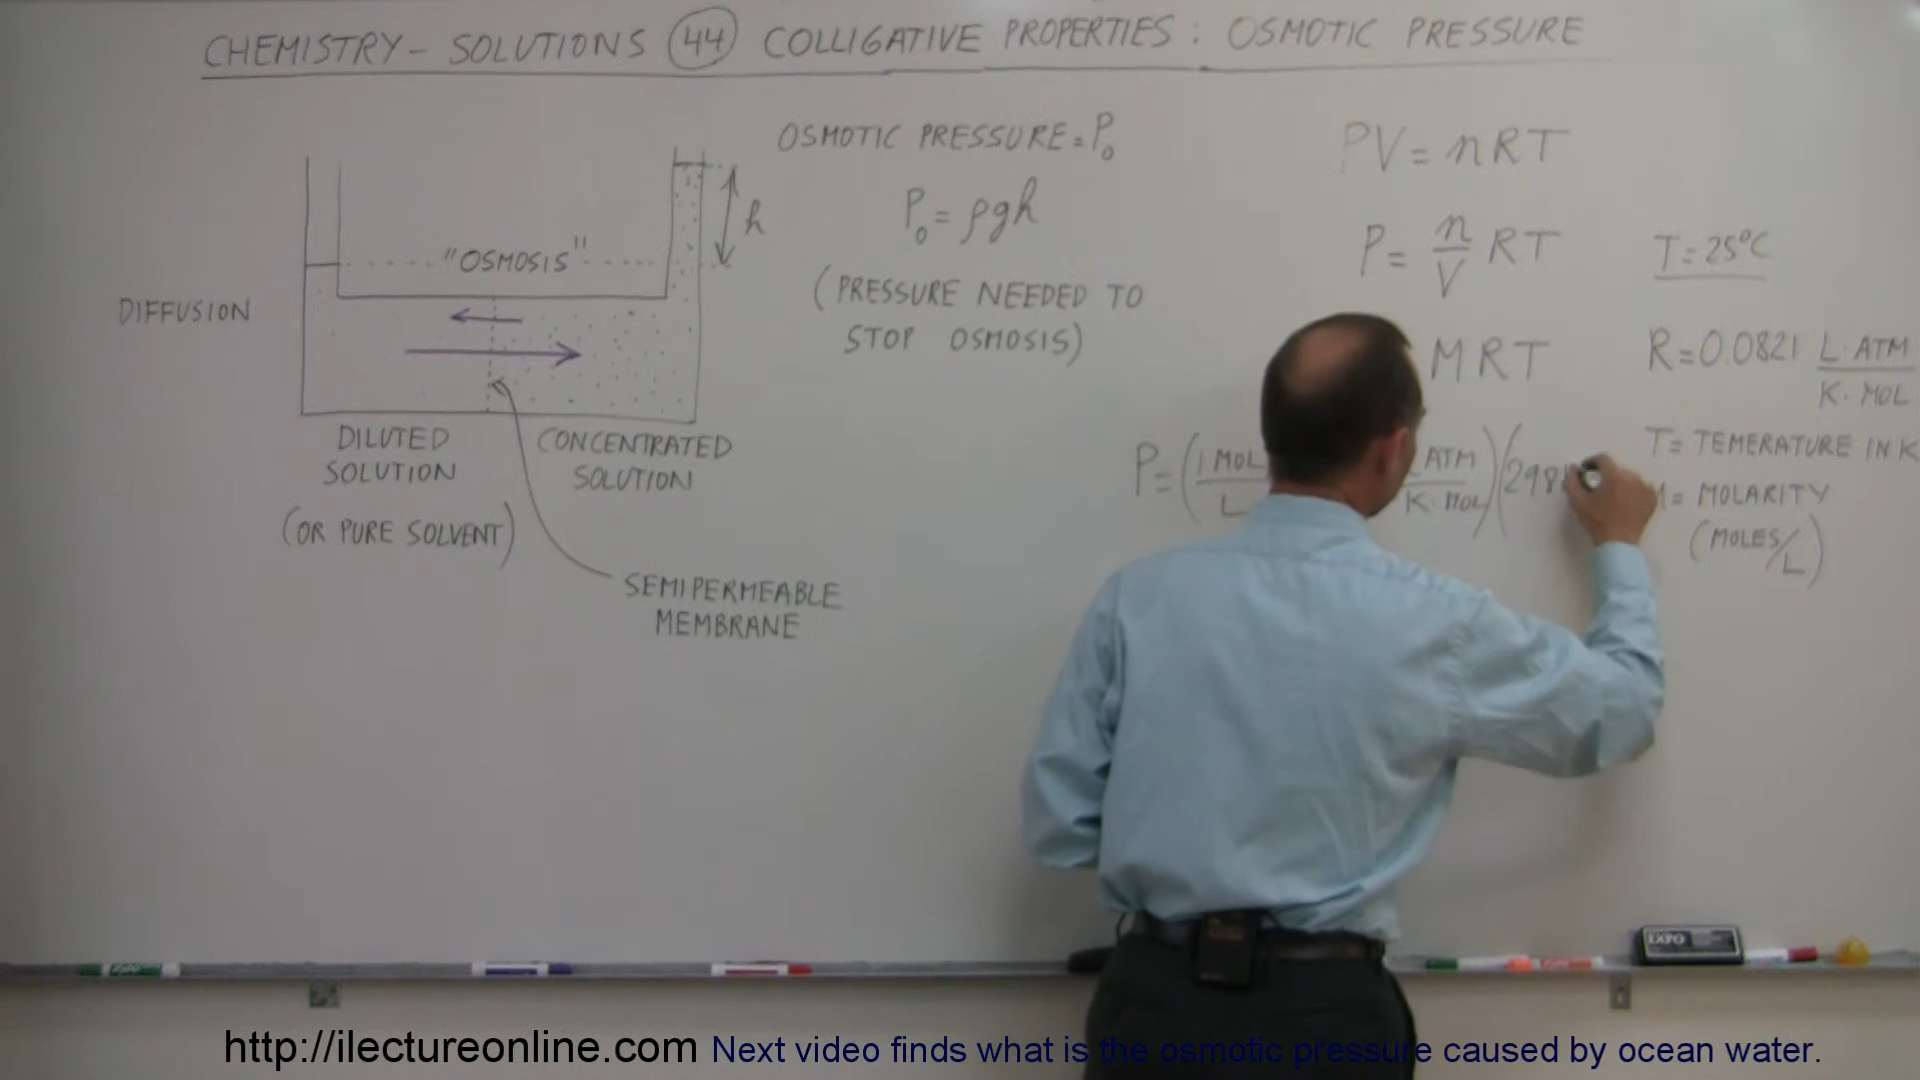 CHEMISTRY - SOLUTIONS 44 COLLIGATIVE PROPERTIES : OSMOTIC PRESSURE
OSMOTIC PRESSURE = P₀
P₀ = ρgh
(PRESSURE NEEDED TO
STOP OSMOSIS)
h
"OSMOSIS"
DIFFUSION
DILUTED
SOLUTION
(OR PURE SOLVENT)
CONCENTRATED
SOLUTION
SEMIPERMEABLE
MEMBRANE
PV = nRT
P = n/V RT
MRT
P = (1 MOL/L
ATM/K·MOL)(298
T = 25°C
R = 0.0821 L·ATM/K·MOL
T = TEMERATURE IN K
= MOLARITY
(MOLES/L)
EXPO
http://ilectureonline.com Next video finds what is the osmotic pressure caused by ocean water.